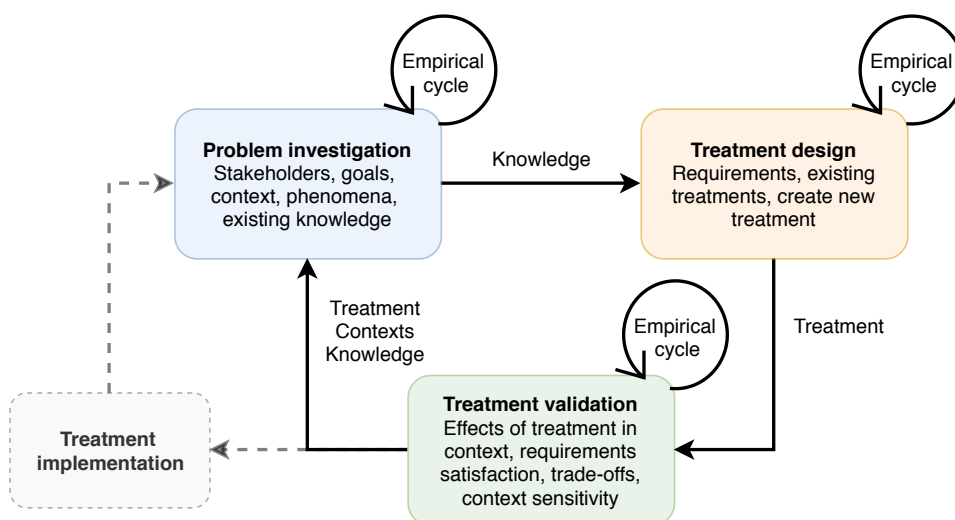 Empirical
cycle
Empirical
cycle
Problem investigation
Stakeholders, goals,
context, phenomena,
existing knowledge
Knowledge
Treatment design
Requirements, existing
treatments, create new
treatment
Treatment
Contexts
Knowledge
Empirical
cycle
Treatment
Treatment validation
Effects of treatment in
context, requirements
satisfaction, trade-offs,
context sensitivity
Treatment
implementation